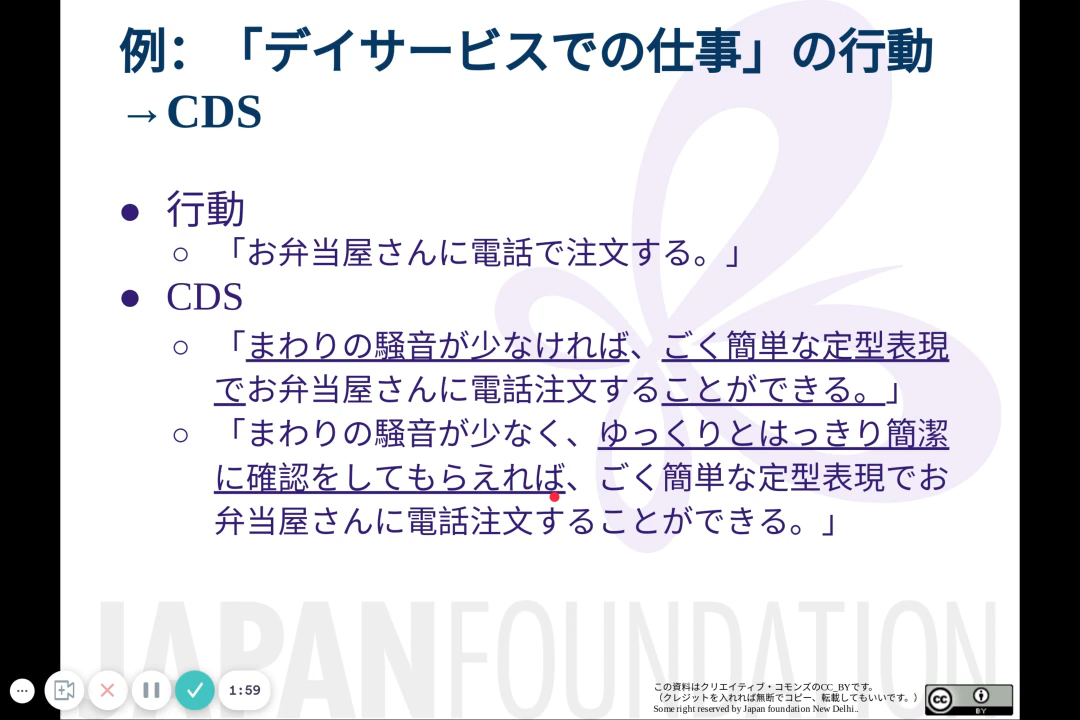 例：「デイサービスでの仕事」の行動
→CDS
● 行動
○ 「お弁当屋さんに電話で注文する。」
● CDS
○ 「まわりの騒音が少なければ、ごく簡単な定型表現
でお弁当屋さんに電話注文することができる。」
○ 「まわりの騒音が少なく、ゆっくりとはっきり簡潔
に確認をしてもらえれば、ごく簡単な定型表現でお
弁当屋さんに電話注文することができる。」
JAPANFOUNDATION
1:59
この資料はクリエイティブ・コモンズのCC_BYです。
（クレジットを入れれば無断でコピー、転載してもいいです。）
Some right reserved by Japan foundation New Delhi..
cc
BY